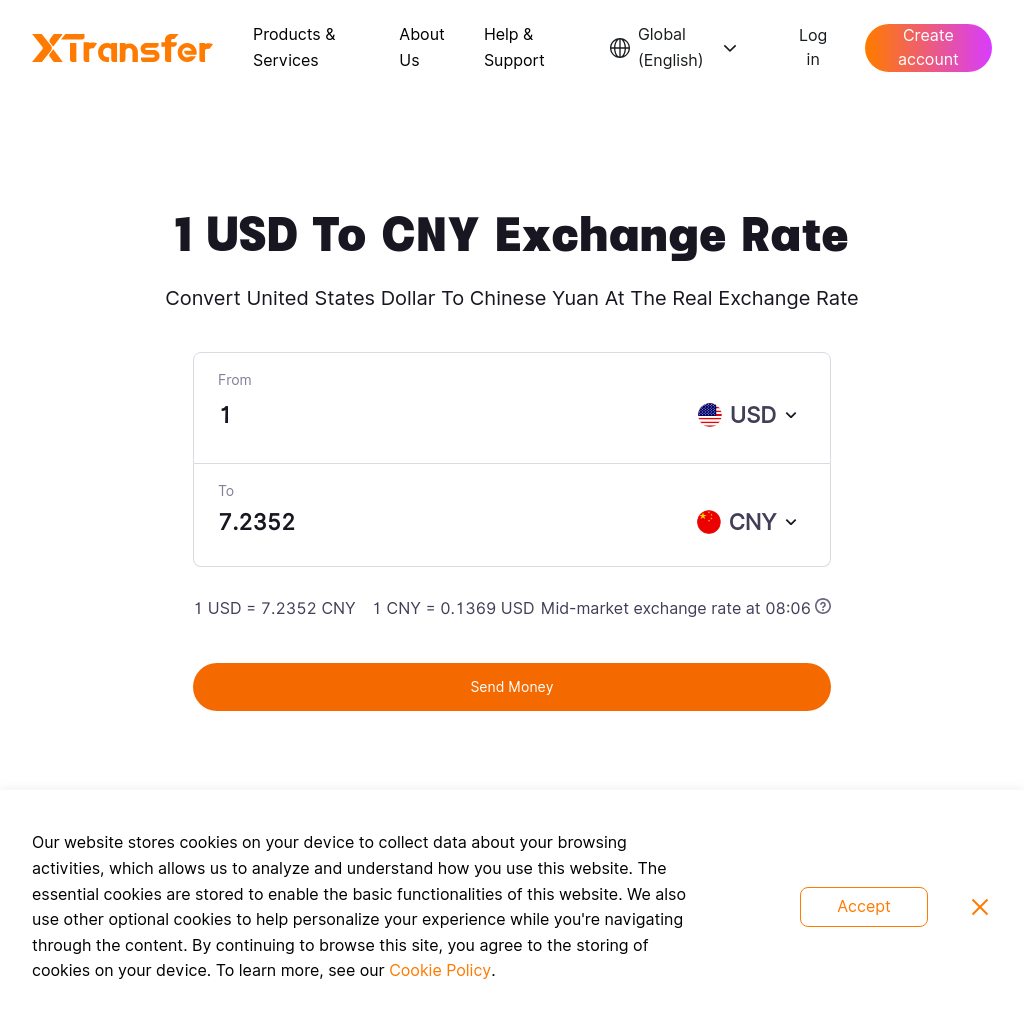 XTransfer
Products &
Services
About
Us
Help &
Support
Global
(English)
Log
in
Create
account
1 USD To CNY Exchange Rate
Convert United States Dollar To Chinese Yuan At The Real Exchange Rate
From
1
USD
To
7.2352
CNY
1 USD = 7.2352 CNY 1 CNY = 0.1369 USD Mid-market exchange rate at 08:06
Send Money
Our website stores cookies on your device to collect data about your browsing
activities, which allows us to analyze and understand how you use this website. The
essential cookies are stored to enable the basic functionalities of this website. We also
use other optional cookies to help personalize your experience while you're navigating
through the content. By continuing to browse this site, you agree to the storing of
cookies on your device. To learn more, see our Cookie Policy.
Accept